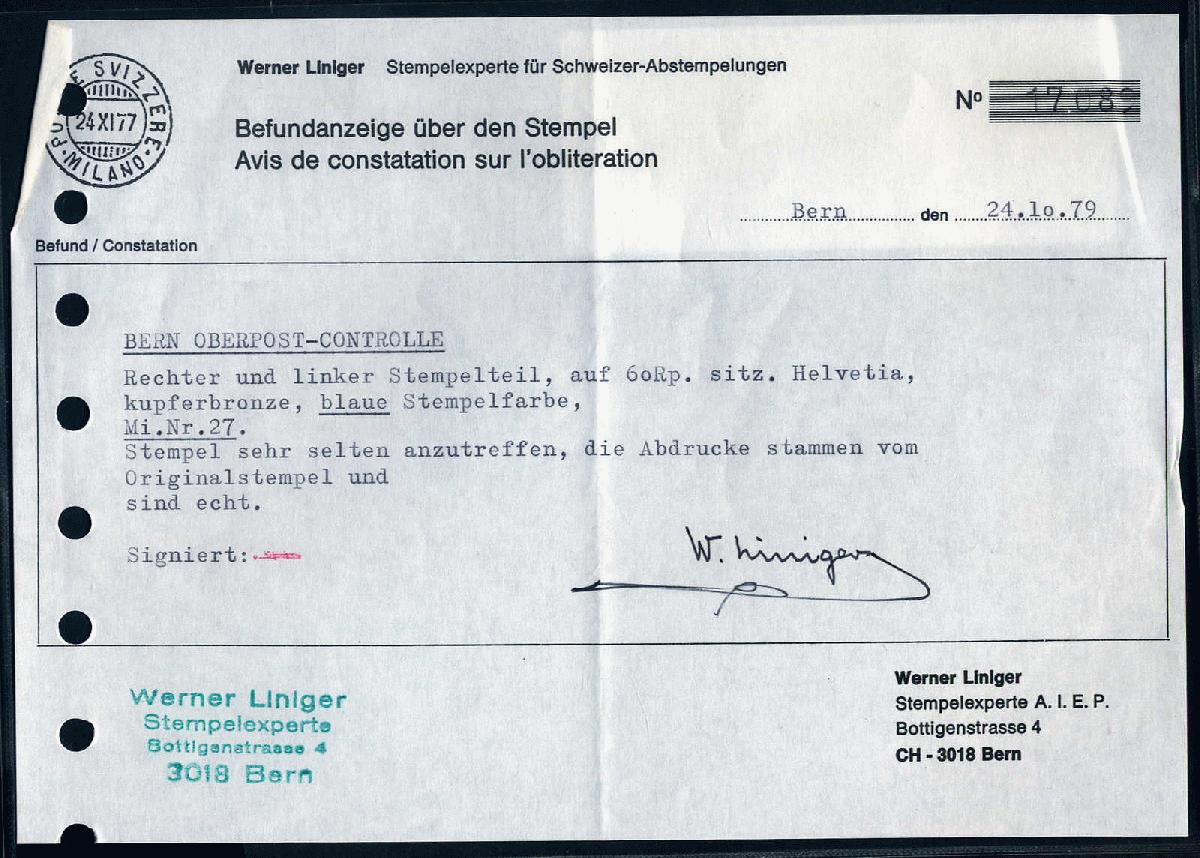 SVIZZERE
24 XI 77
MILANO
Werner Liniger Stempelexperte für Schweizer-Abstempelungen
Befundanzeige über den Stempel
Avis de constatation sur l'obliteration
Nº 17.089
Bern den 24.10.79
Befund / Constatation
BERN OBERPOST-CONTROLLE
Rechter und linker Stempelteil, auf 60Rp. sitz. Helvetia,
kupferbronze, blaue Stempelfarbe,
Mi.Nr.27.
Stempel sehr selten anzutreffen, die Abdrucke stammen vom
Originalstempel und
sind echt.
Signiert:
W. Liniger
Werner Liniger
Stempelexperte
Bottigenstrasse 4
3018 Bern
Werner Liniger
Stempelexperte A. I. E. P.
Bottigenstrasse 4
CH - 3018 Bern